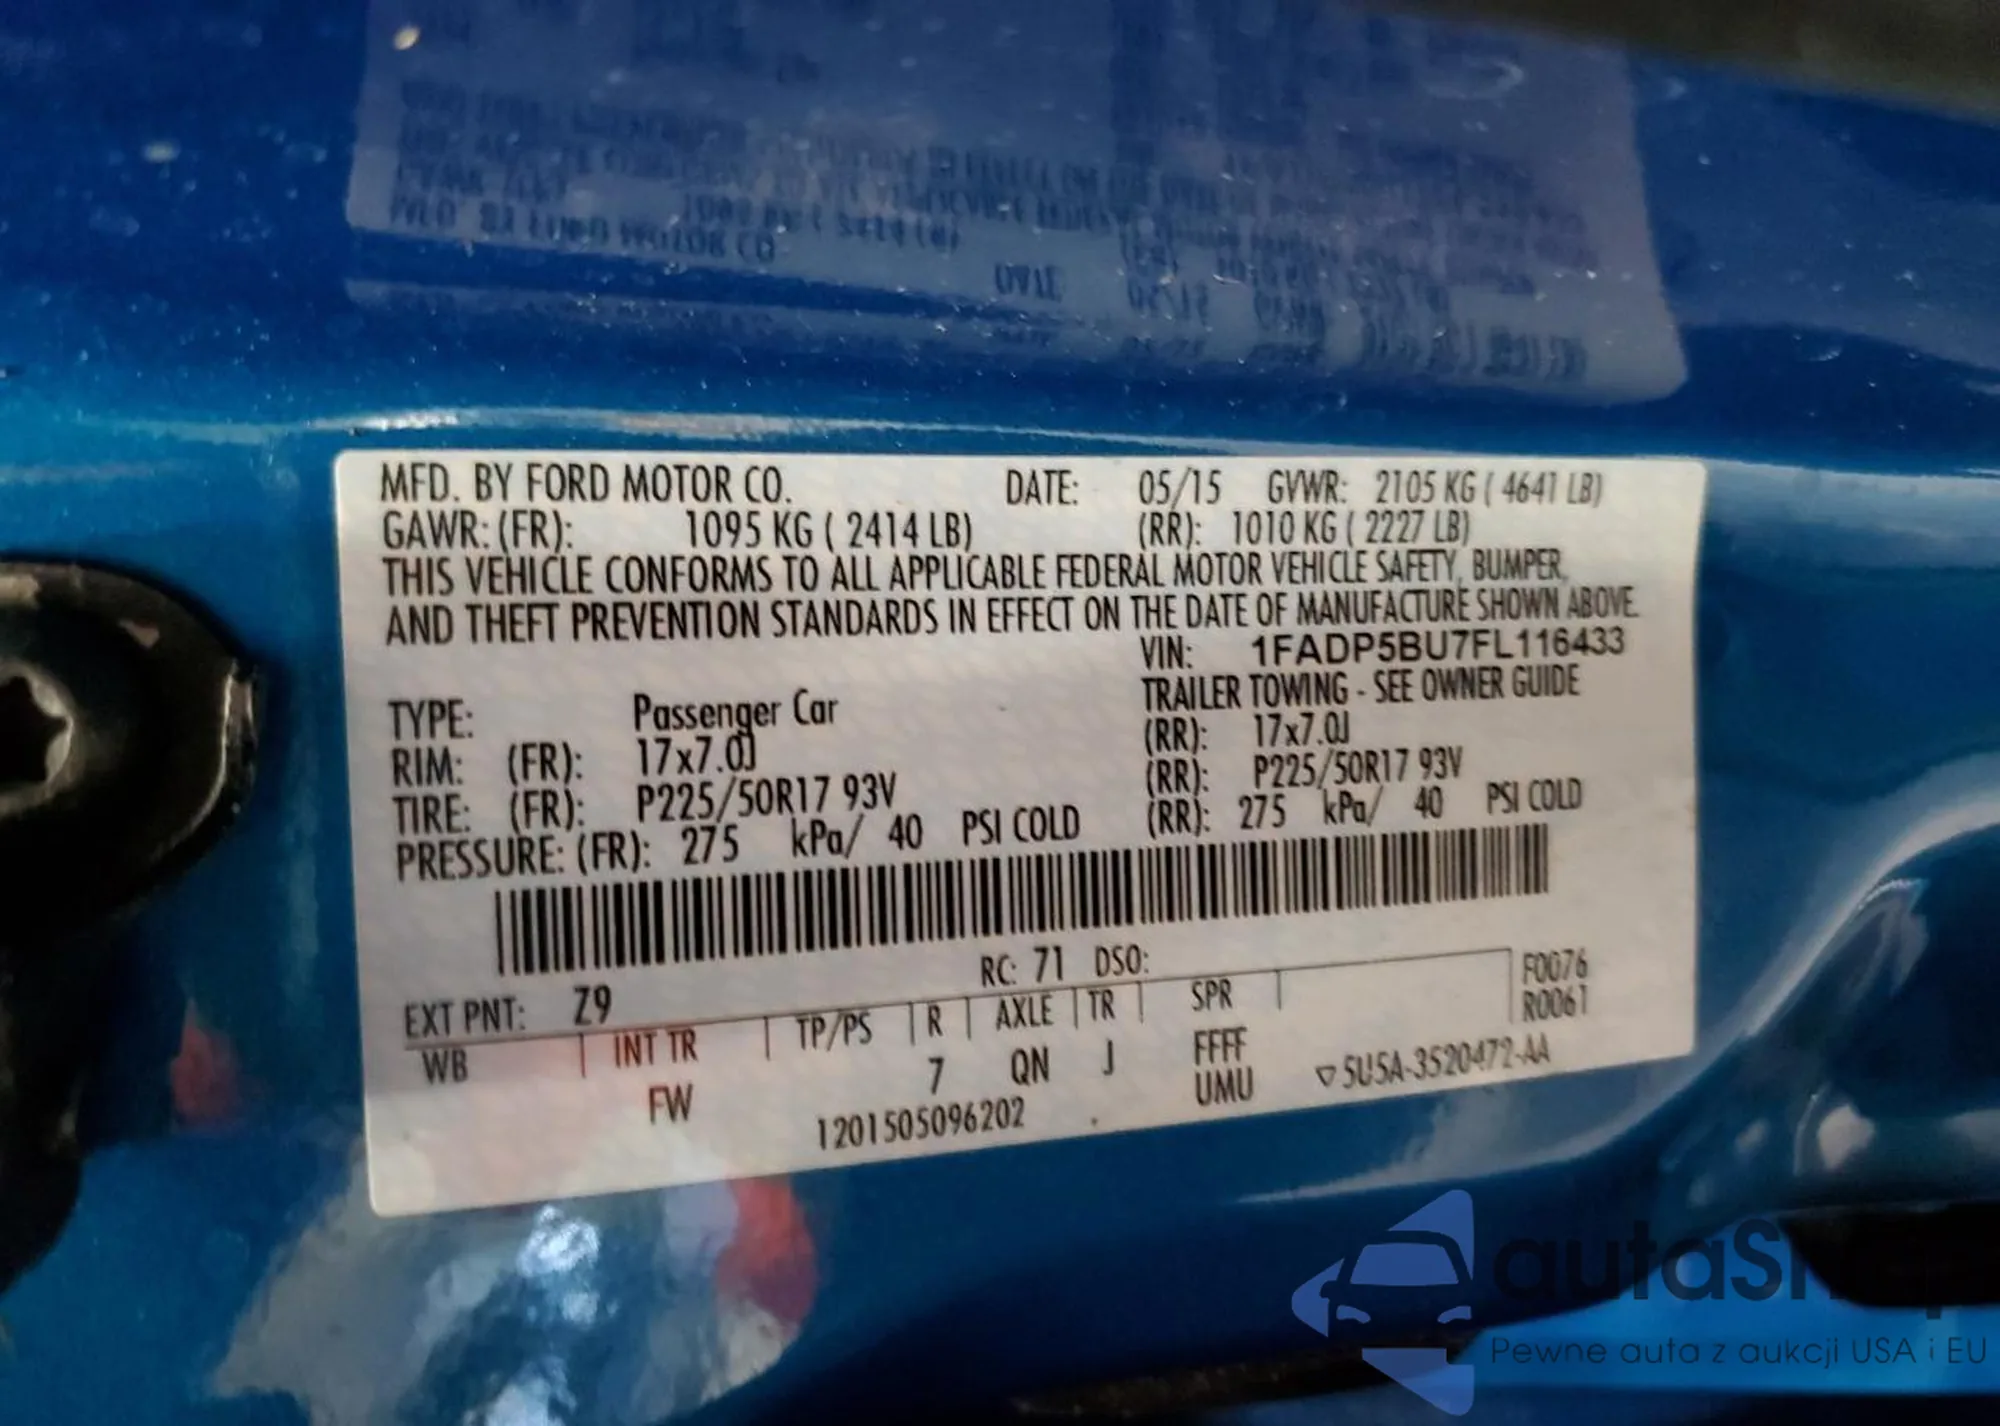 MFD. BY FORD MOTOR CO. DATE: 05/15 GVWR: 2105 KG ( 4641 LB)
GAWR: (FR): 1095 KG ( 2414 LB) (RR): 1010 KG ( 2227 LB)
THIS VEHICLE CONFORMS TO ALL APPLICABLE FEDERAL MOTOR VEHICLE SAFETY, BUMPER,
AND THEFT PREVENTION STANDARDS IN EFFECT ON THE DATE OF MANUFACTURE SHOWN ABOVE.
VIN: 1FADP5BU7FL116433
TYPE: Passenger Car TRAILER TOWING - SEE OWNER GUIDE
RIM: (FR): 17x7.0J (RR): 17x7.0J
TIRE: (FR): P225/50R17 93V (RR): P225/50R17 93V
PRESSURE: (FR): 275 kPa/ 40 PSI COLD (RR): 275 kPa/ 40 PSI COLD
RC: 71 DSO: F0076
EXT PNT: Z9 R0061
WB INT TR TP/PS R AXLE TR SPR
FW 7 QN J FFFF
UMU ▽5U5A-3520472-AA
1201505096202
autaS
Pewne auta z aukcji USA i EU